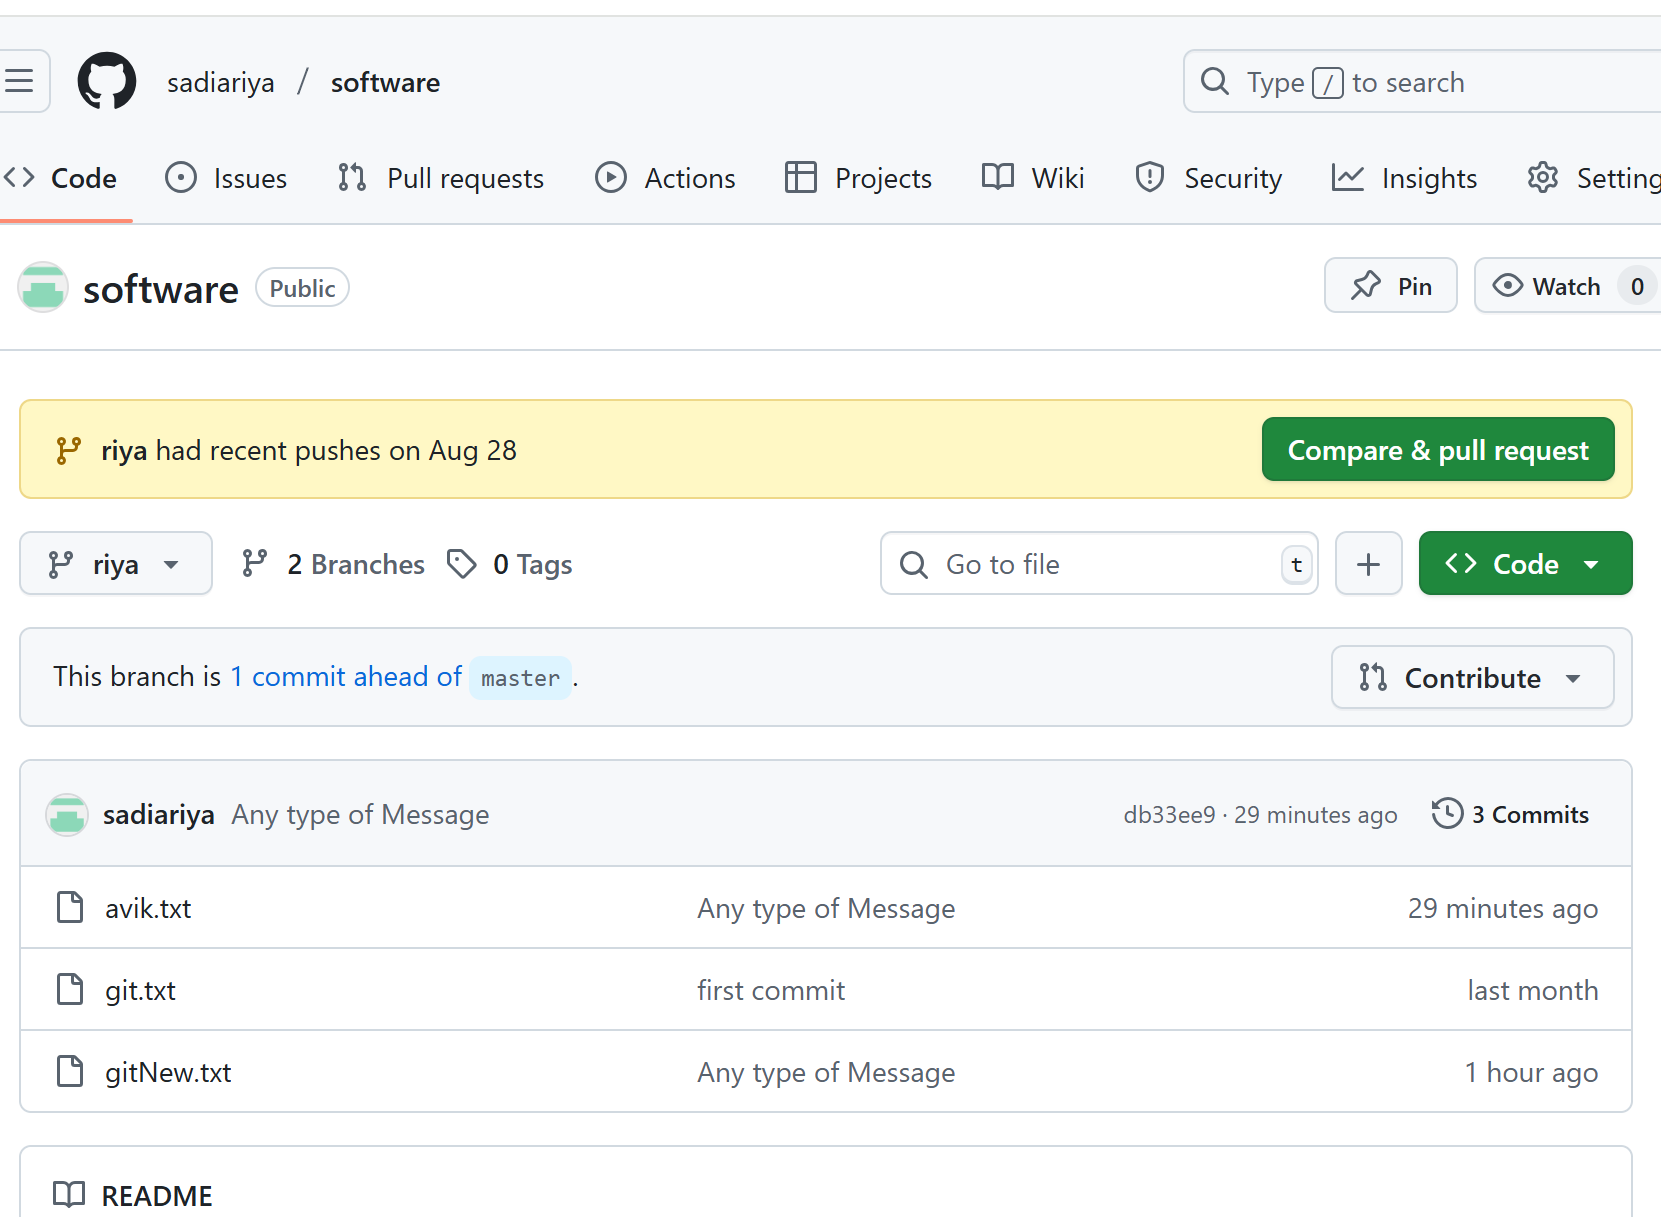 sadiariya / software
Type / to search
Code Issues Pull requests Actions Projects Wiki Security Insights Setting
software Public
Pin Watch 0
riya had recent pushes on Aug 28
Compare & pull request
riya 2 Branches 0 Tags
Go to file t
+ <> Code
This branch is 1 commit ahead of master .
Contribute
sadiariya Any type of Message
db33ee9 · 29 minutes ago 3 Commits
avik.txt Any type of Message 29 minutes ago
git.txt first commit last month
gitNew.txt Any type of Message 1 hour ago
README